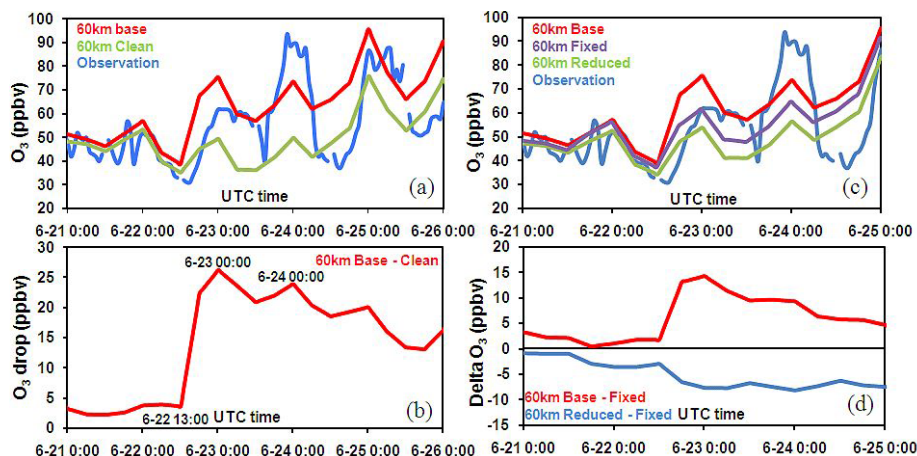 100
90
80
70
60
50
40
30
20
O3 (ppbv)
60km base
60km Clean
Observation
(a)
UTC time
6-21 0:00 6-22 0:00 6-23 0:00 6-24 0:00 6-25 0:00 6-26 0:00
100
90
80
70
60
50
40
30
20
O3 (ppbv)
60km Base
60km Fixed
60km Reduced
Observation
(c)
UTC time
6-21 0:00 6-22 0:00 6-23 0:00 6-24 0:00 6-25 0:00
30
25
20
15
10
5
0
O3 drop (ppbv)
6-23 00:00
6-24 00:00
60km Base - Clean
6-22 13:00
UTC time
(b)
6-21 0:00 6-22 0:00 6-23 0:00 6-24 0:00 6-25 0:00 6-26 0:00
20
15
10
5
0
-5
-10
-15
Delta O3 (ppbv)
60km Base - Fixed
60km Reduced - Fixed
UTC time
(d)
6-21 0:00 6-22 0:00 6-23 0:00 6-24 0:00 6-25 0:00